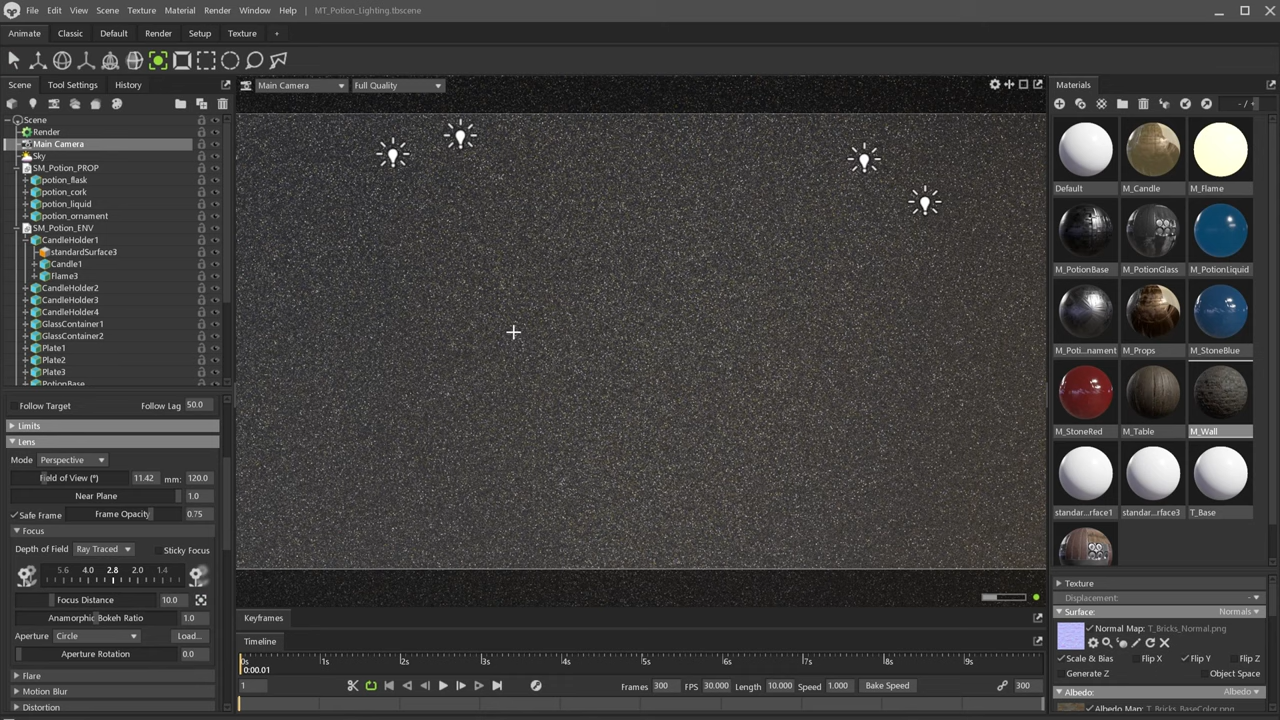 File Edit View Scene Texture Material Render Window Help MT_Potion_Lighting.tbscene
Animate Classic Default Render Setup Texture +
Scene Tool Settings History
Main Camera Full Quality
Materials
- / -
Scene
Render
Main Camera
Sky
SM_Potion_PROP
potion_flask
potion_cork
potion_liquid
potion_ornament
SM_Potion_ENV
CandleHolder1
standardSurface3
Candle1
Flame3
CandleHolder2
CandleHolder3
CandleHolder4
GlassContainer1
GlassContainer2
Plate1
Plate2
Plate3
PotionBase
Follow Target Follow Lag 50.0
Limits
Lens
Mode Perspective
Field of View (°) 11.42 mm: 120.0
Near Plane 1.0
Safe Frame Frame Opacity 0.75
Focus
Depth of Field Ray Traced Sticky Focus
5.6 4.0 2.8 2.0 1.4
Focus Distance 10.0
Anamorphic Bokeh Ratio 1.0
Aperture Circle Load...
Aperture Rotation 0.0
Flare
Motion Blur
Distortion
Keyframes
Timeline
0s 1s 2s 3s 4s 5s 6s 7s 8s 9s
0:00.01
1 Frames 300 FPS 30.000 Length 10.000 Speed 1.000 Bake Speed 300
Default M_Candle M_Flame
M_PotionBase M_PotionGlass M_PotionLiquid
M_Poti...nament M_Props M_StoneBlue
M_StoneRed M_Table M_Wall
standar...rface1 standar...rface3 T_Base
Texture
Displacement: -
Surface: Normals
Normal Map: T_Bricks_Normal.png
Scale & Bias Flip X Flip Y Flip Z
Generate Z Object Space
Albedo: Albedo
Albedo Map: T_Bricks_BaseColor.png